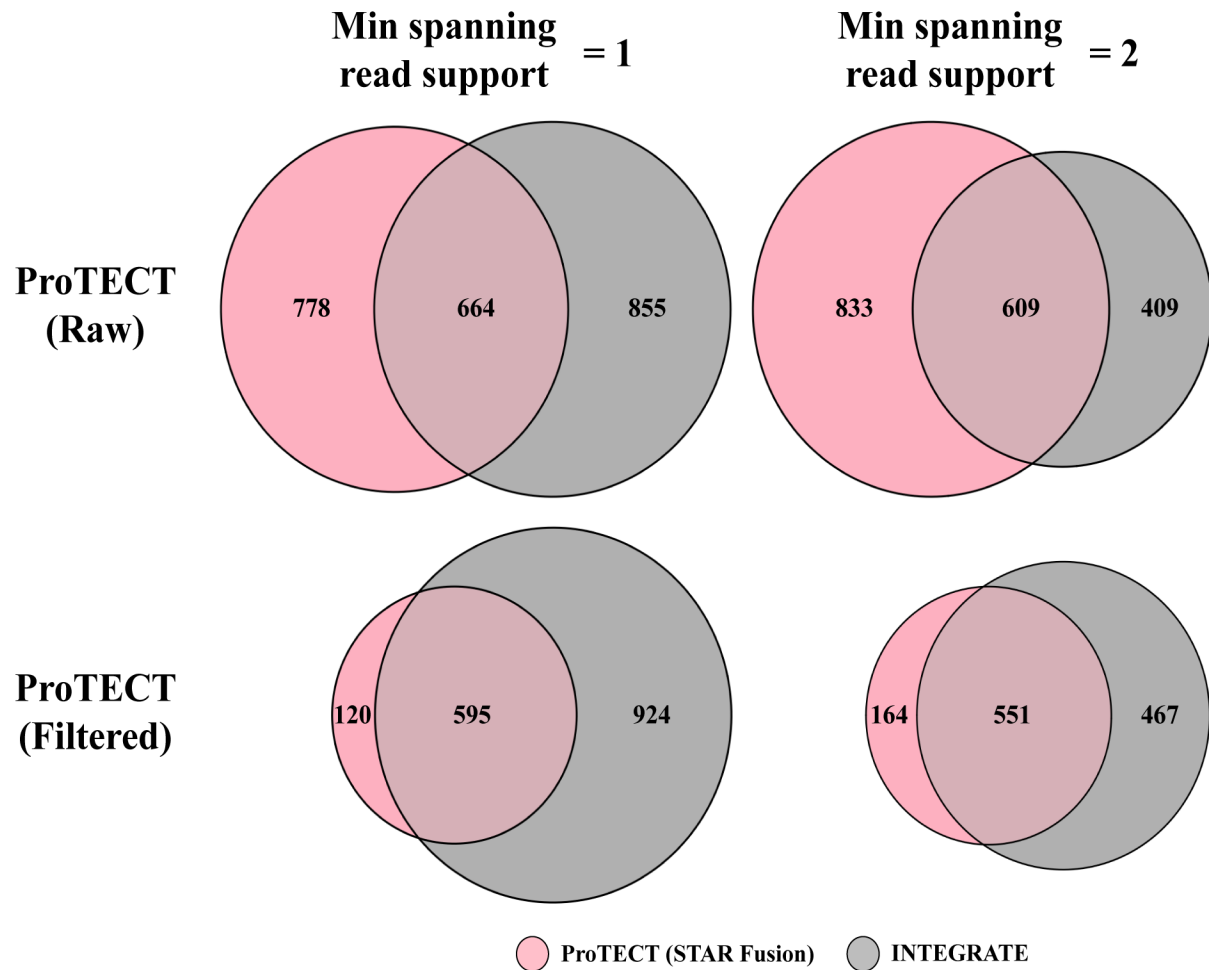 Min spanning
read support = 1
Min spanning
read support = 2
ProTECT
(Raw)
778 664 855
833 609 409
ProTECT
(Filtered)
120 595 924
164 551 467
ProTECT (STAR Fusion) INTEGRATE